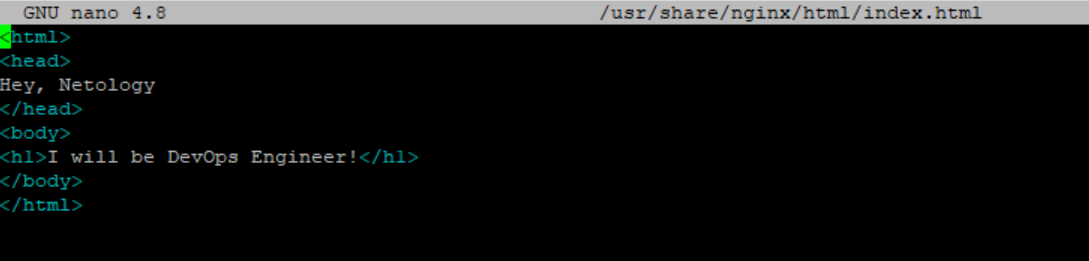 GNU nano 4.8 /usr/share/nginx/html/index.html
<html>
<head>
Hey, Netology
</head>
<body>
<h1>I will be DevOps Engineer!</h1>
</body>
</html>